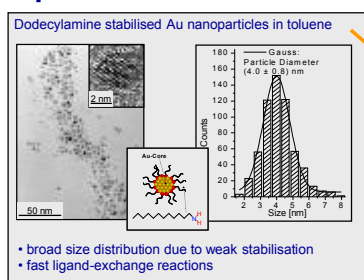 Dodecylamine stabilised Au nanoparticles in toluene
2 nm
50 nm
Au-Core
N
H
H
Counts
180
160
140
120
100
80
60
40
20
0
Gauss:
Particle Diameter
(4.0 ± 0.8) nm
2 3 4 5 6 7 8
Size [nm]
• broad size distribution due to weak stabilisation
• fast ligand-exchange reactions